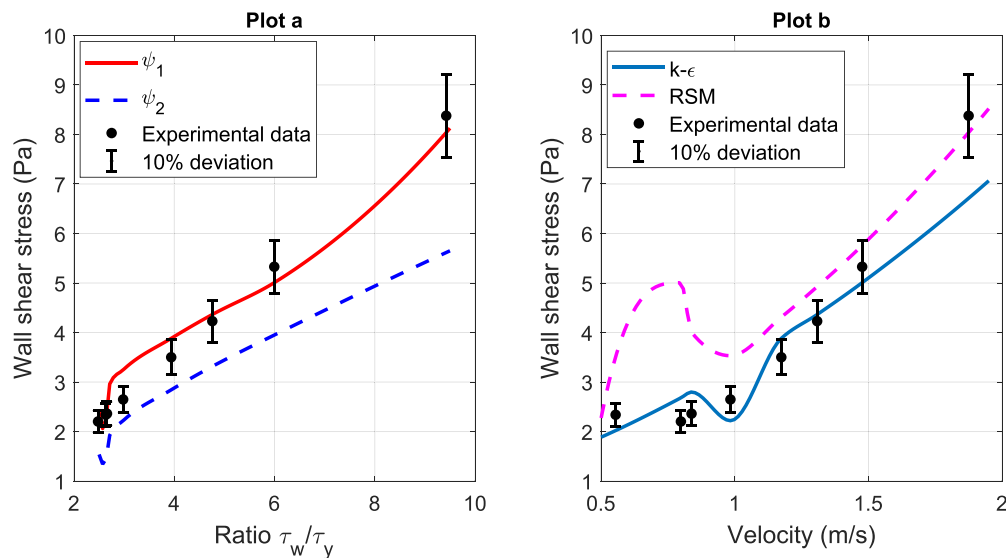 Plot a
10
9
8
7
6
5
4
3
2
1
Wall shear stress (Pa)
2
4
6
8
10
Ratio τw/τy
ψ1
ψ2
Experimental data
10% deviation
Plot b
10
9
8
7
6
5
4
3
2
1
Wall shear stress (Pa)
0.5
1
1.5
2
Velocity (m/s)
k-ϵ
RSM
Experimental data
10% deviation